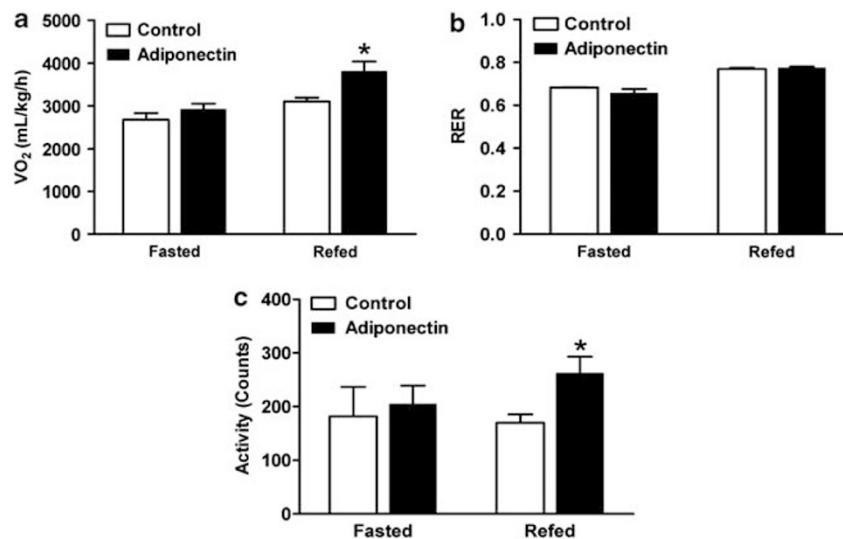 a
5000
4000
3000
2000
1000
0
VO₂ (mL/kg/h)
Control
Adiponectin
*
Fasted Refed
b
1.0
0.8
0.6
0.4
0.2
0.0
RER
Control
Adiponectin
Fasted Refed
c
400
300
200
100
0
Activity (Counts)
Control
Adiponectin
*
Fasted Refed